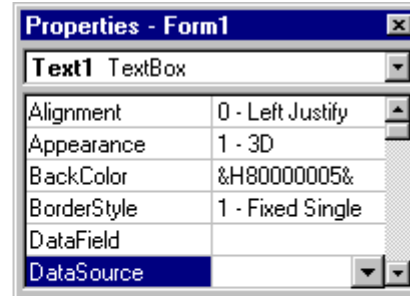 Properties - Form1
Text1 TextBox
Alignment 0 - Left Justify
Appearance 1 - 3D
BackColor &H80000005&
BorderStyle 1 - Fixed Single
DataField
DataSource